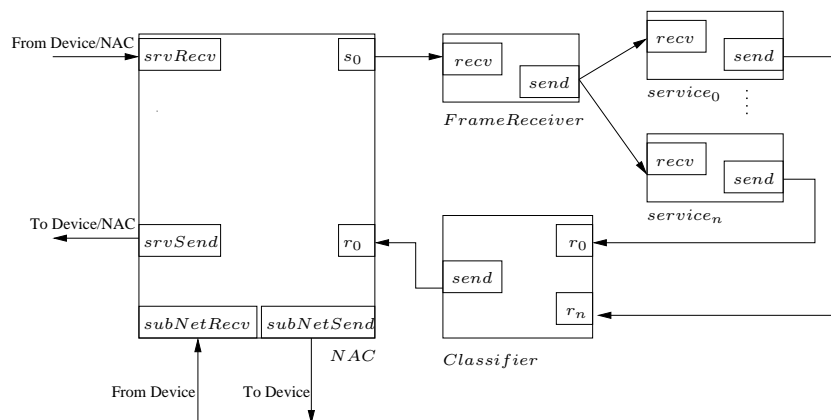 From Device/NAC
srvRecv
s0
recv
send
FrameReceiver
recv
send
service0
recv
send
servicen
To Device/NAC
srvSend
r0
send
r0
rn
Classifier
subNetRecv
subNetSend
NAC
From Device
To Device